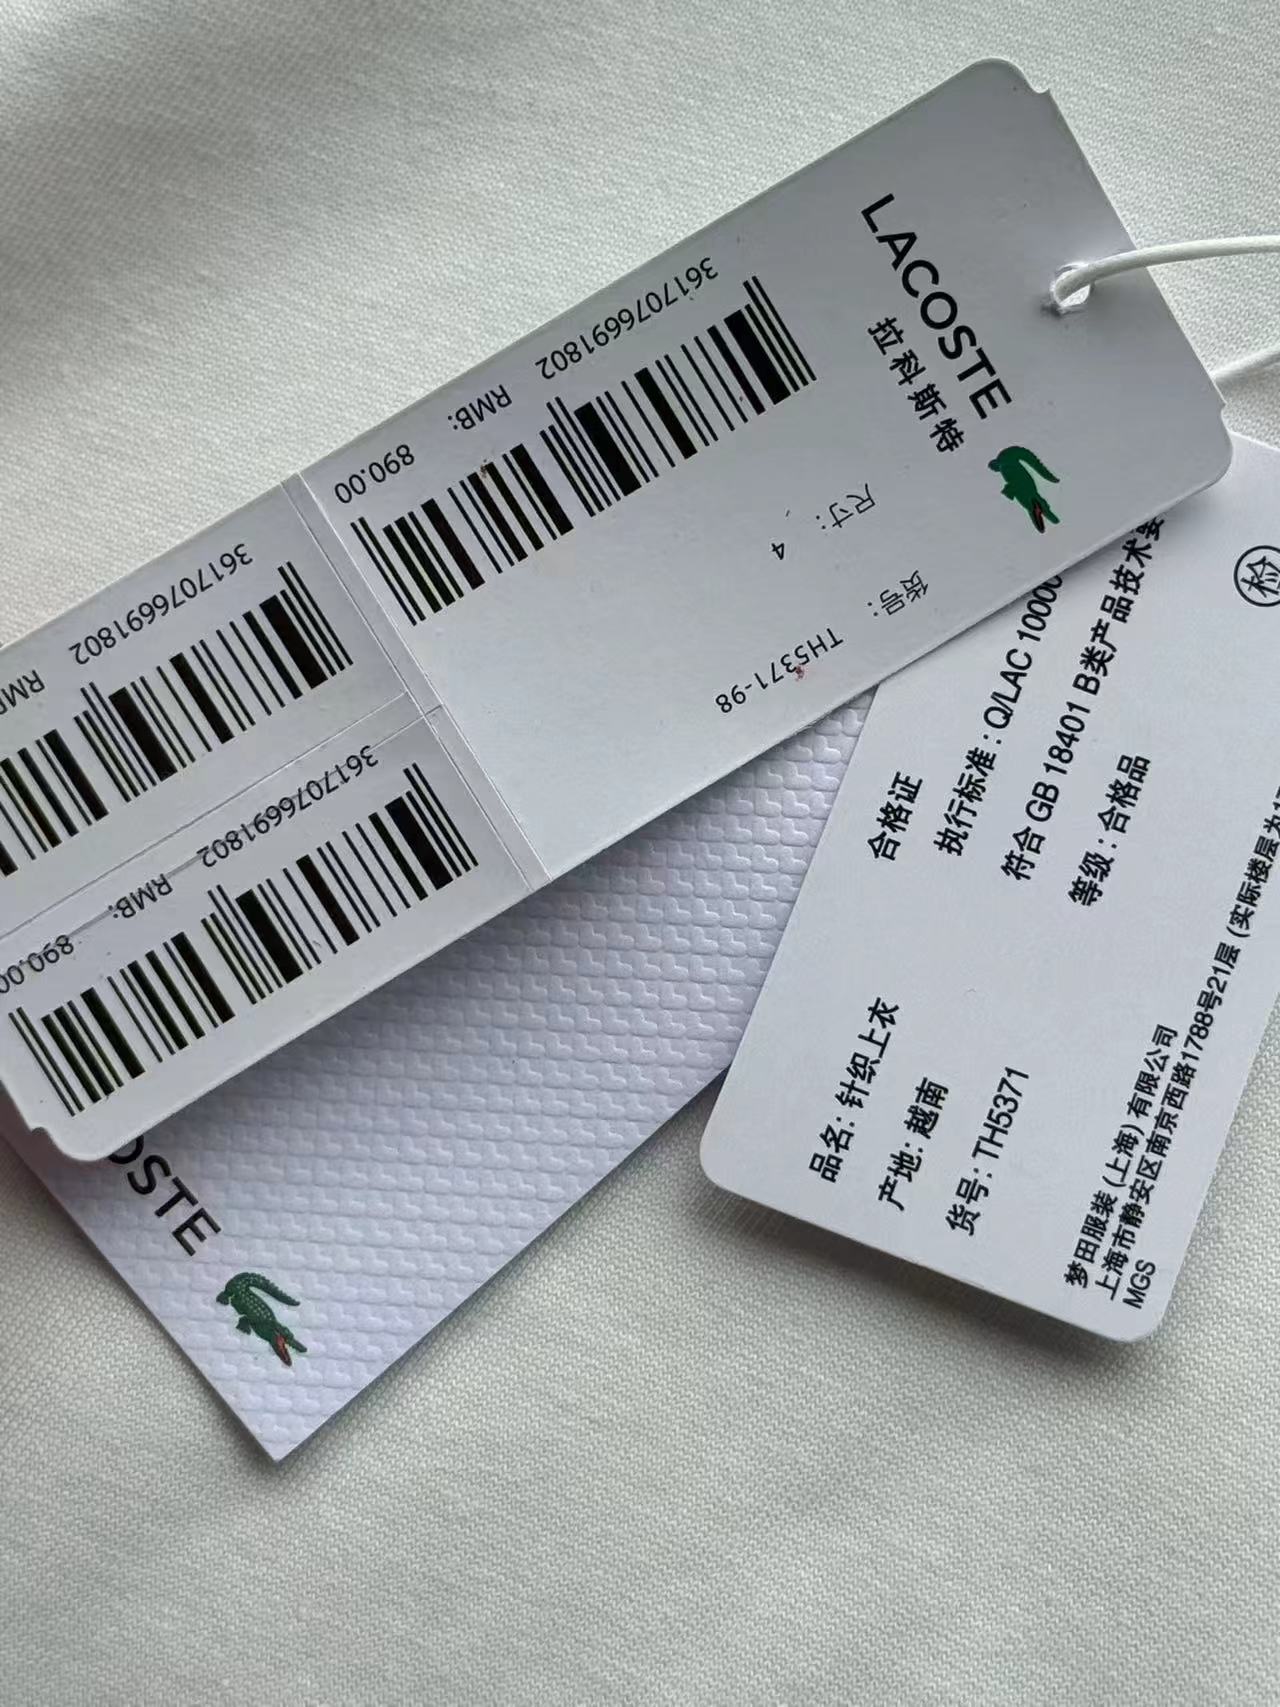 LACOSTE
拉科斯特
尺寸: 4
货号: TH5371-98
3617076691802
RMB: 890.00
3617076691802
3617076691802
RMB: 890.00
合格证
执行标准: Q/LAC 10000
符合 GB 18401 B类产品技术
等级: 合格品
检
品名: 针织上衣
产地: 越南
货号: TH5371
梦田服装 (上海) 有限公司
上海市静安区南京西路1788号21层 (实际楼层为
MGS
OSTE